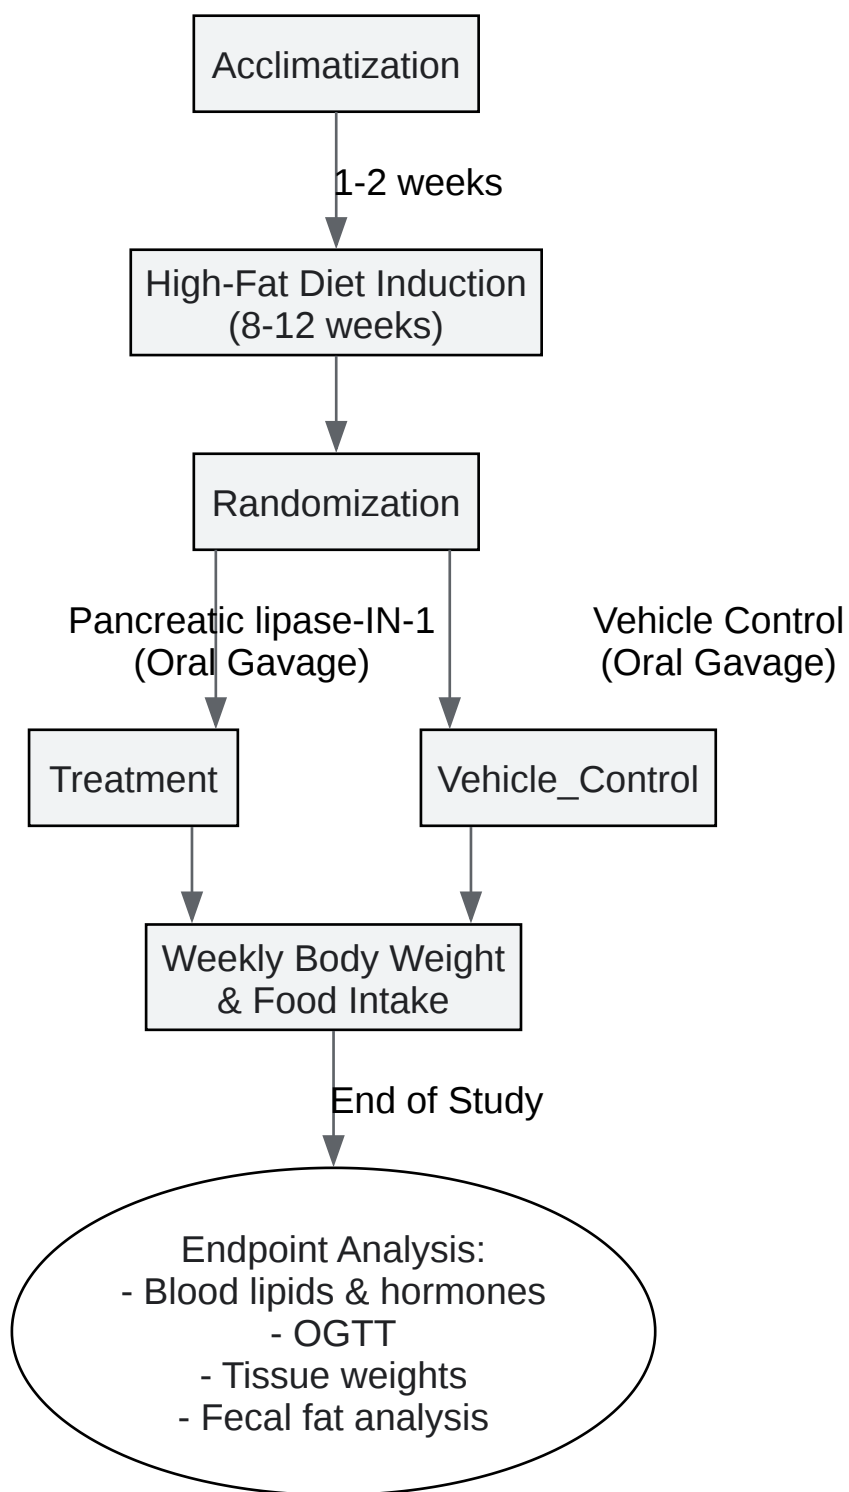 Acclimatization
1-2 weeks
High-Fat Diet Induction
(8-12 weeks)
Randomization
Pancreatic lipase-IN-1
(Oral Gavage)
Vehicle Control
(Oral Gavage)
Treatment
Vehicle_Control
Weekly Body Weight
& Food Intake
End of Study
Endpoint Analysis:
- Blood lipids & hormones
- OGTT
- Tissue weights
- Fecal fat analysis